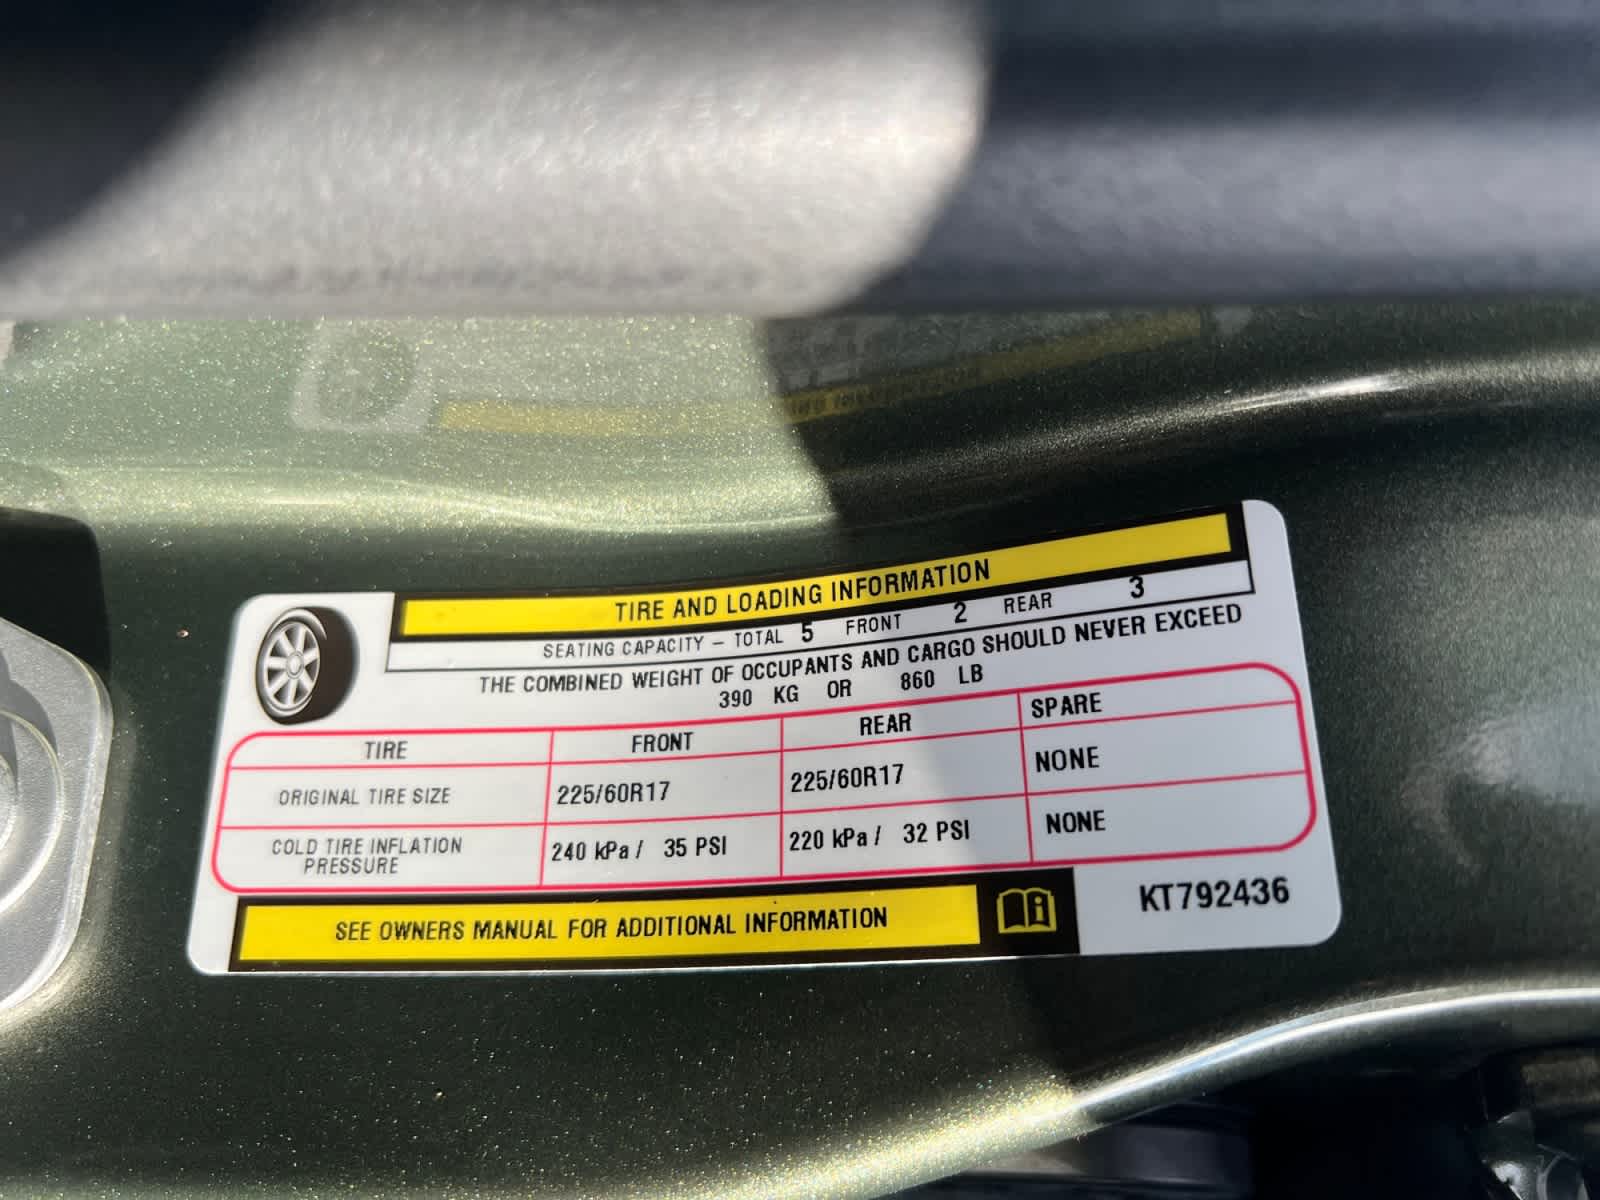 TIRE AND LOADING INFORMATION
SEATING CAPACITY – TOTAL 5 FRONT 2 REAR 3
THE COMBINED WEIGHT OF OCCUPANTS AND CARGO SHOULD NEVER EXCEED
390 KG OR 860 LB
TIRE FRONT REAR SPARE
ORIGINAL TIRE SIZE 225/60R17 225/60R17 NONE
COLD TIRE INFLATION PRESSURE 240 kPa / 35 PSI 220 kPa / 32 PSI NONE
SEE OWNERS MANUAL FOR ADDITIONAL INFORMATION
KT792436